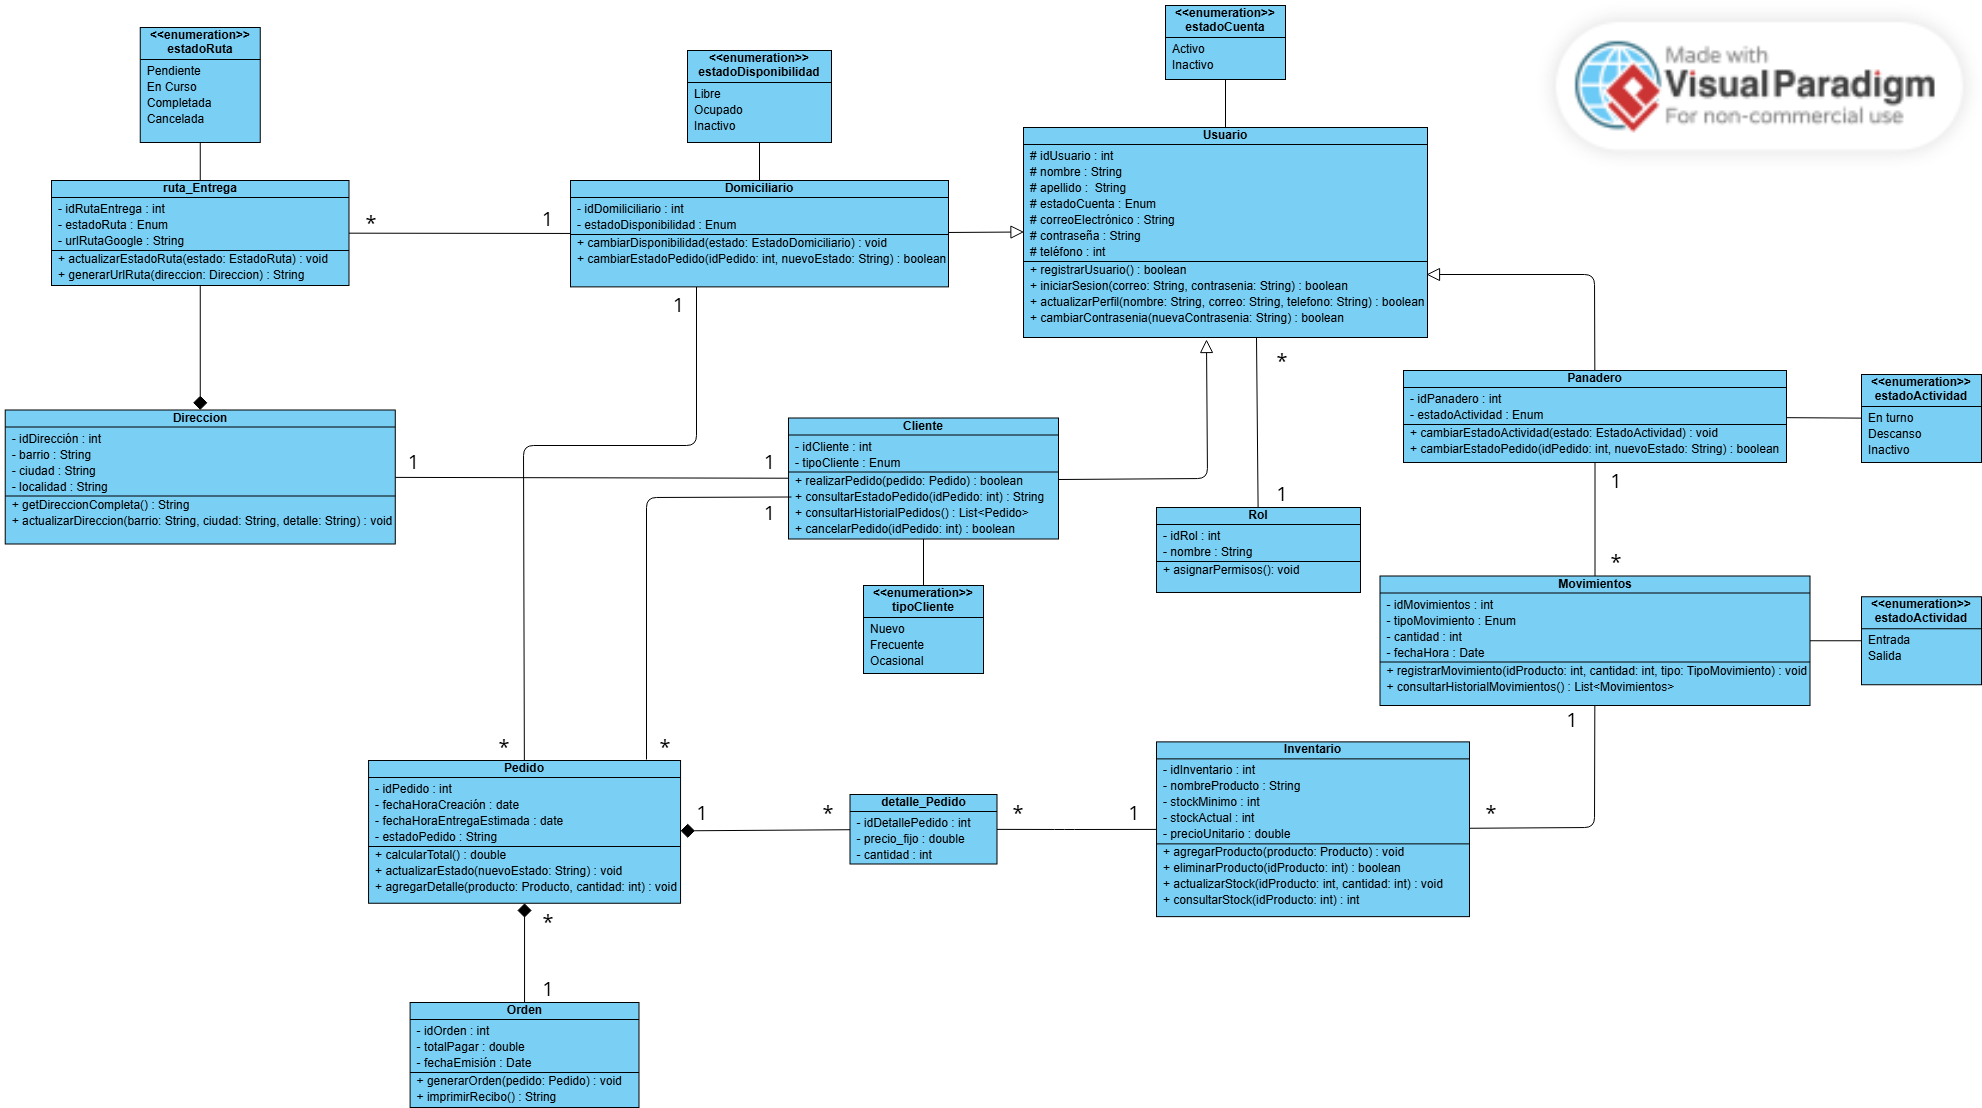 <<enumeration>>
estadoRuta
Pendiente
En Curso
Completada
Cancelada
<<enumeration>>
estadoDisponibilidad
Libre
Ocupado
Inactivo
<<enumeration>>
estadoCuenta
Activo
Inactivo
Made with
Visual Paradigm
For non-commercial use
ruta_Entrega
- idRutaEntrega : int
- estadoRuta : Enum
- urlRutaGoogle : String
+ actualizarEstadoRuta(estado: EstadoRuta) : void
+ generarUrlRuta(direccion: Direccion) : String
*
1
Domiciliario
- idDomiliciliario : int
- estadoDisponibilidad : Enum
+ cambiarDisponibilidad(estado: EstadoDomiciliario) : void
+ cambiarEstadoPedido(idPedido: int, nuevoEstado: String) : boolean
1
Usuario
# idUsuario : int
# nombre : String
# apellido :  String
# estadoCuenta : Enum
# correoElectrónico : String
# contraseña : String
# teléfono : int
+ registrarUsuario() : boolean
+ iniciarSesion(correo: String, contrasenia: String) : boolean
+ actualizarPerfil(nombre: String, correo: String, telefono: String) : boolean
+ cambiarContrasenia(nuevaContrasenia: String) : boolean
*
1
Panadero
- idPanadero : int
- estadoActividad : Enum
+ cambiarEstadoActividad(estado: EstadoActividad) : void
+ cambiarEstadoPedido(idPedido: int, nuevoEstado: String) : boolean
<<enumeration>>
estadoActividad
En turno
Descanso
Inactivo
1
*
Direccion
- idDirección : int
- barrio : String
- ciudad : String
- localidad : String
+ getDireccionCompleta() : String
+ actualizarDireccion(barrio: String, ciudad: String, detalle: String) : void
1
1
1
Cliente
- idCliente : int
- tipoCliente : Enum
+ realizarPedido(pedido: Pedido) : boolean
+ consultarEstadoPedido(idPedido: int) : String
+ consultarHistorialPedidos() : List<Pedido>
+ cancelarPedido(idPedido: int) : boolean
Rol
- idRol : int
- nombre : String
+ asignarPermisos(): void
<<enumeration>>
tipoCliente
Nuevo
Frecuente
Ocasional
Movimientos
- idMovimientos : int
- tipoMovimiento : Enum
- cantidad : int
- fechaHora : Date
+ registrarMovimiento(idProducto: int, cantidad: int, tipo: TipoMovimiento) : void
+ consultarHistorialMovimientos() : List<Movimientos>
<<enumeration>>
estadoActividad
Entrada
Salida
1
*
*
*
Pedido
- idPedido : int
- fechaHoraCreación : date
- fechaHoraEntregaEstimada : date
- estadoPedido : String
+ calcularTotal() : double
+ actualizarEstado(nuevoEstado: String) : void
+ agregarDetalle(producto: Producto, cantidad: int) : void
1
*
detalle_Pedido
- idDetallePedido : int
- precio_fijo : double
- cantidad : int
*
1
Inventario
- idInventario : int
- nombreProducto : String
- stockMinimo : int
- stockActual : int
- precioUnitario : double
+ agregarProducto(producto: Producto) : void
+ eliminarProducto(idProducto: int) : boolean
+ actualizarStock(idProducto: int, cantidad: int) : void
+ consultarStock(idProducto: int) : int
*
1
Orden
- idOrden : int
- totalPagar : double
- fechaEmisión : Date
+ generarOrden(pedido: Pedido) : void
+ imprimirRecibo() : String